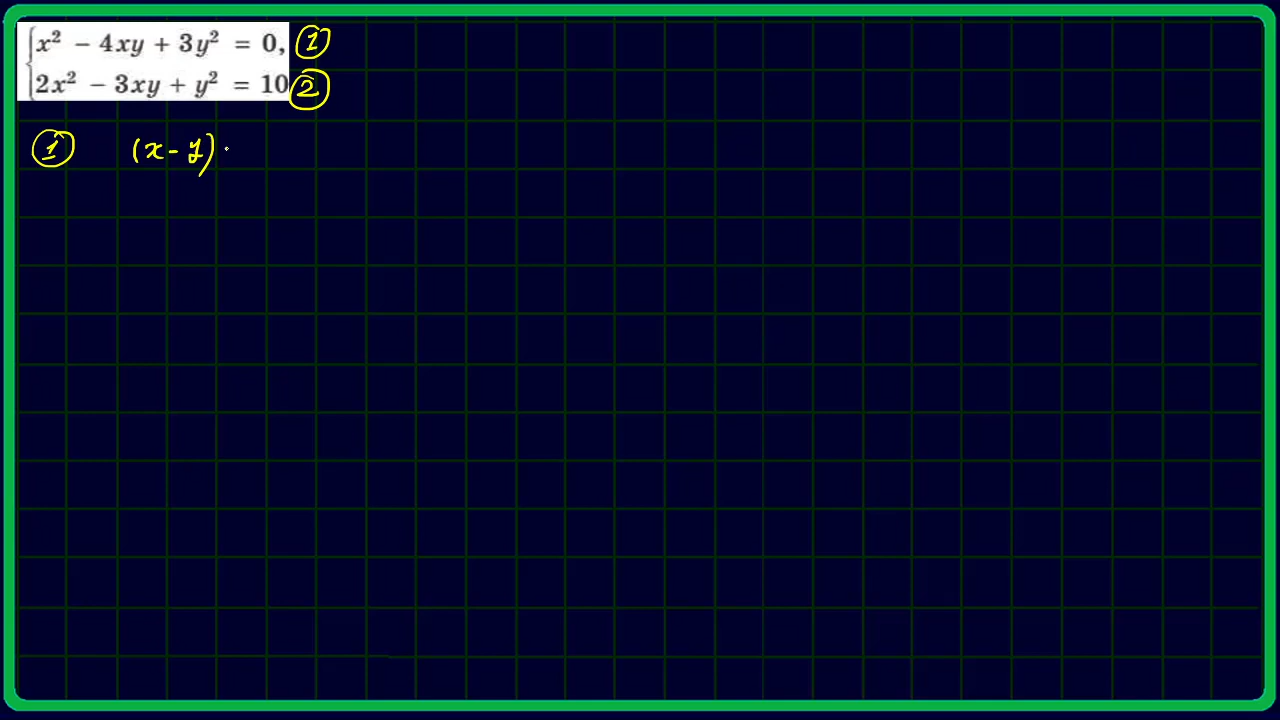 x² − 4xy + 3y² = 0, ①
2x² − 3xy + y² = 10 ②
① (x - y) ·